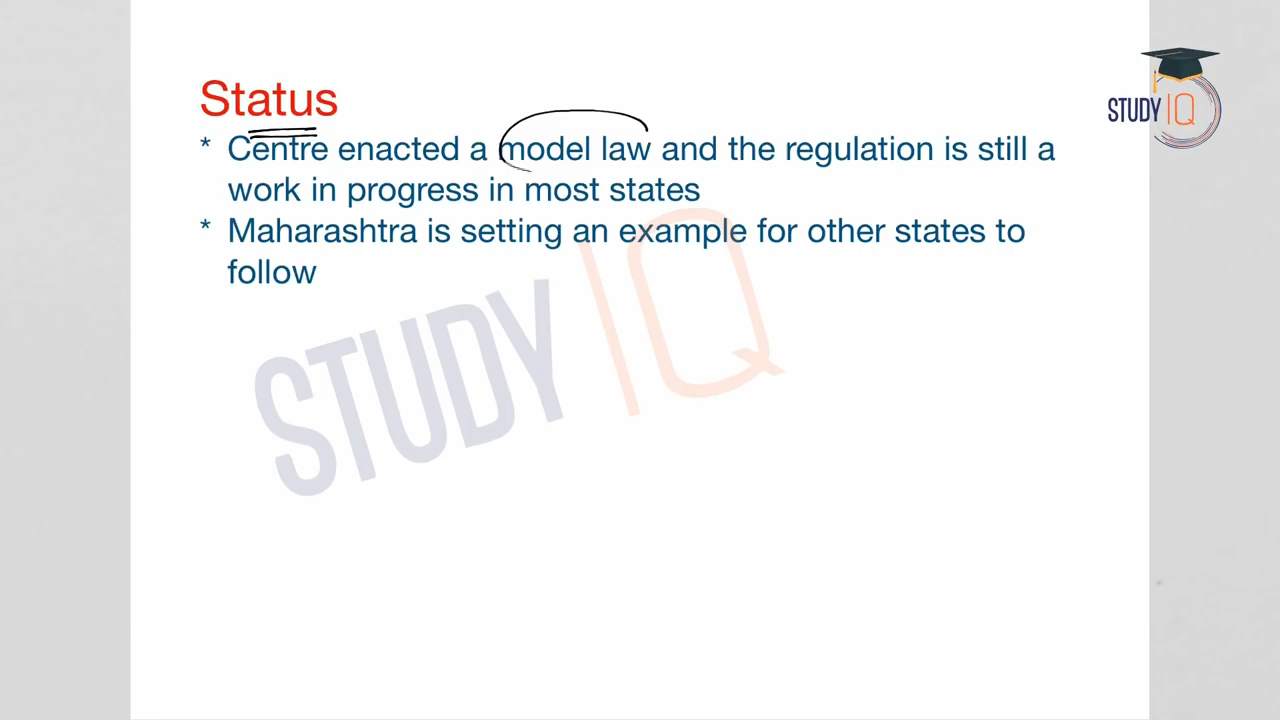 Status
* Centre enacted a model law and the regulation is still a
work in progress in most states
* Maharashtra is setting an example for other states to
follow
STUDY IQ
STUDY IQ